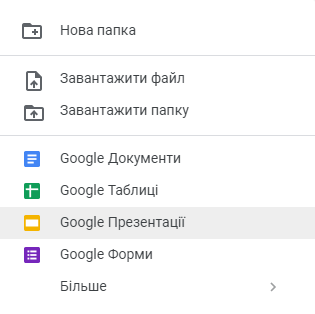 Нова папка
Завантажити файл
Завантажити папку
Google Документи
Google Таблиці
Google Презентації
Google Форми
Більше